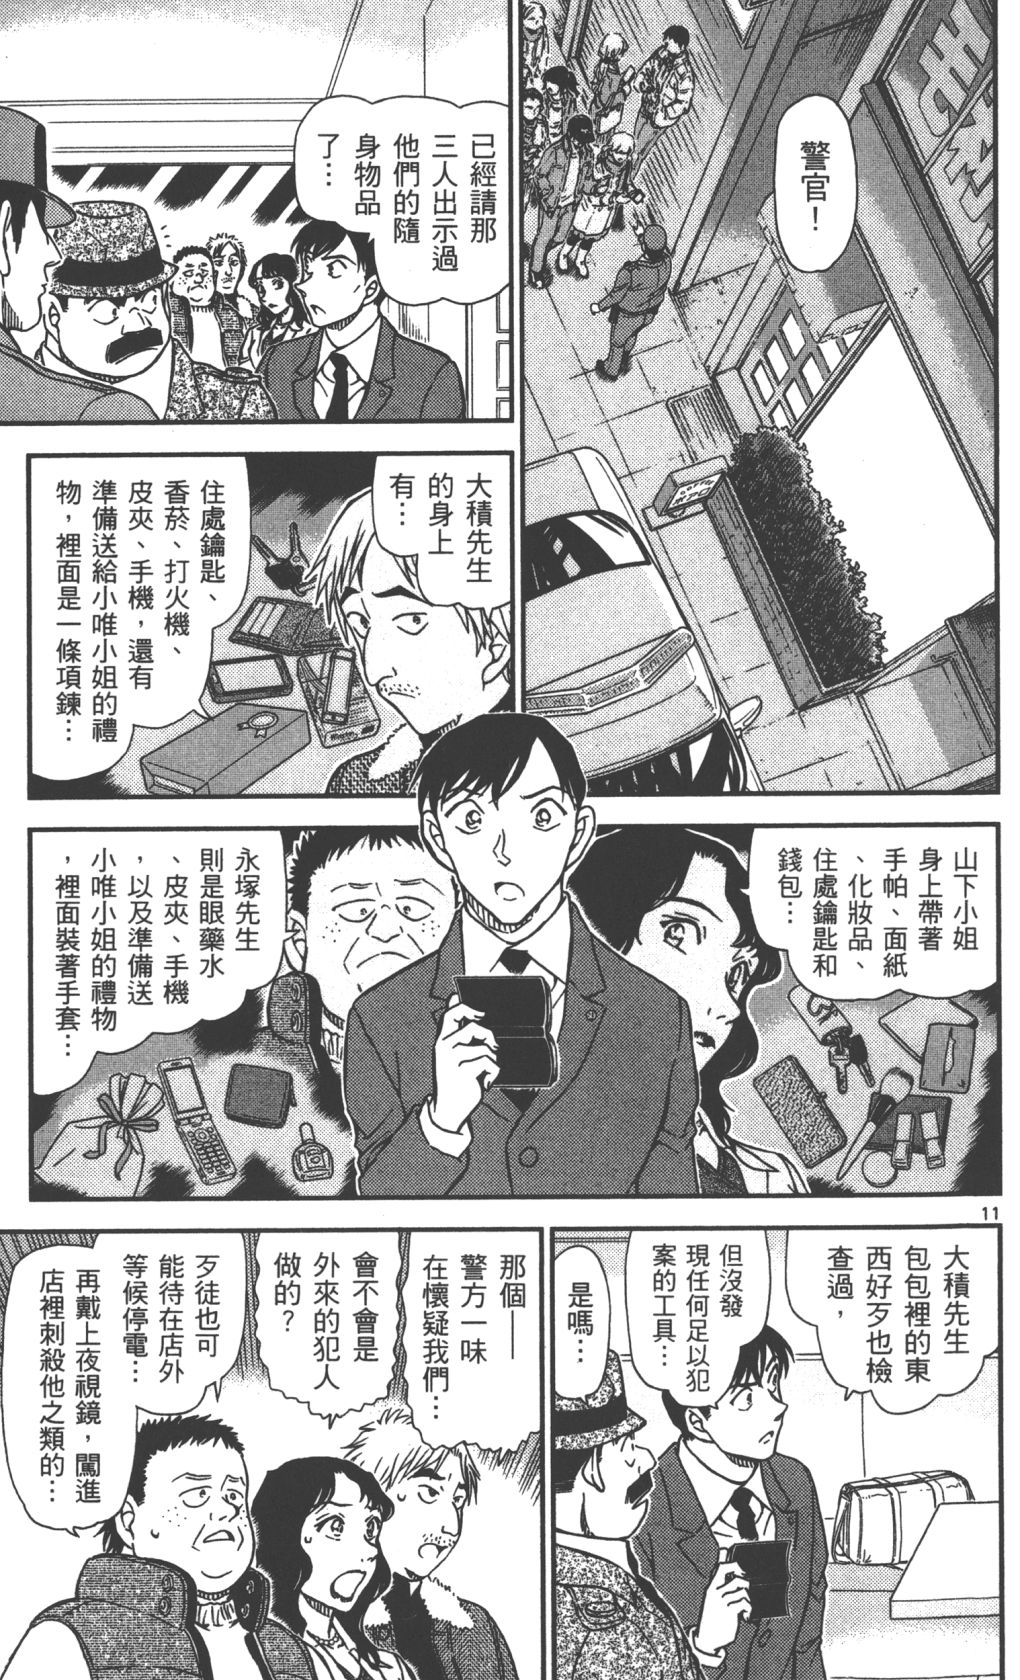 警官！
已經請那
三人出示過
他們的隨
身物品
了…
大積先生
的身上
有…
住處鑰匙、
香菸、打火機、
皮夾、手機，還有
準備送給小唯小姐的禮
物，裡面是一條項鍊…
山下小姐
身上帶著
手帕、面紙
、化妝品、
住處鑰匙和
錢包…
永塚先生
則是眼藥水
、皮夾、手機
，以及準備送
小唯小姐的禮物
，裡面裝著手套…
11
大積先生
包包裡的東
西好歹也檢
查過，
但沒發
現任何足以犯
案的工具…
是嗎…
那個——
警方一味
在懷疑我們…
會不會是
外來的犯人
做的？
歹徒也可
能待在店外
等候停電…
再戴上夜視鏡，闖進
店裡刺殺他之類的…